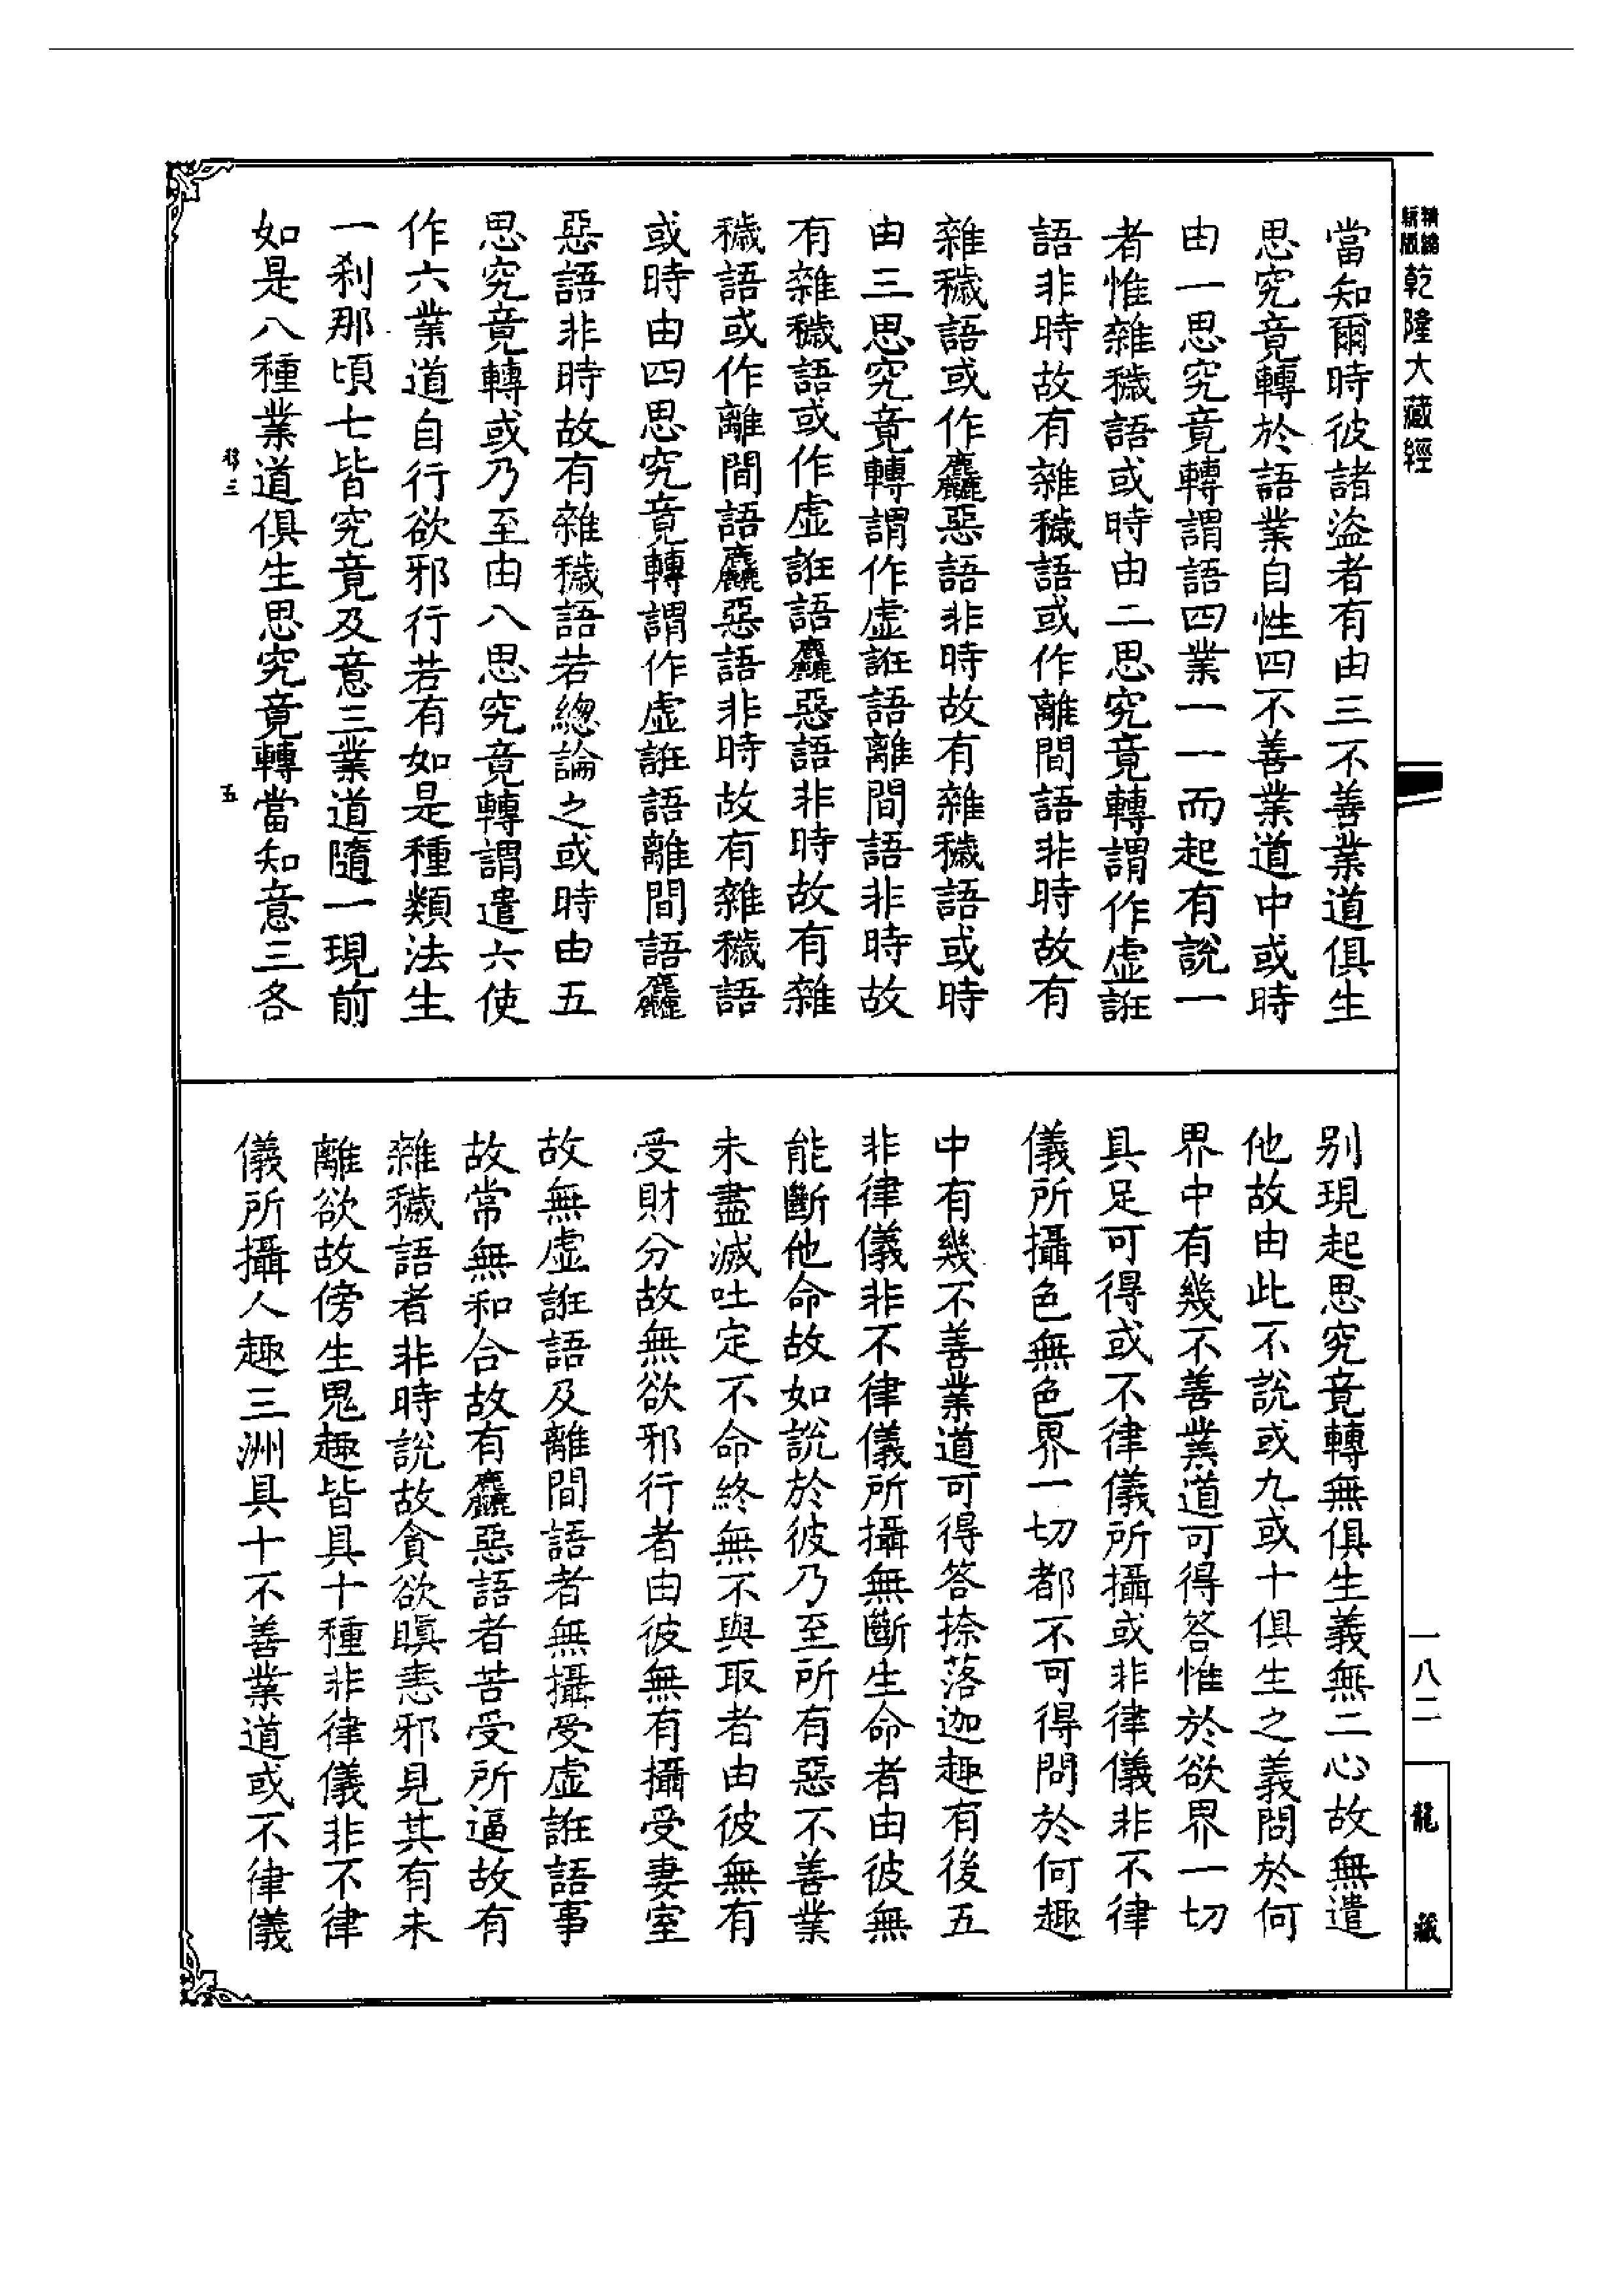 精縮
新版
乾隆大藏經
當知爾時彼諸盜者有由三不善業道俱生
思究竟轉於語業自性四不善業道中或時
由一思究竟轉謂語四業一一而起有說一
者惟雜穢語或時由二思究竟轉謂作虛誑
語非時故有雜穢語或作離間語非時故有
雜穢語或作麤惡語非時故有雜穢語或時
由三思究竟轉謂作虛誑語離間語非時故
有雜穢語或作虛誑語麤惡語非時故有雜
穢語或作離間語麤惡語非時故有雜穢語
或時由四思究竟轉謂作虛誑語離間語麤
惡語非時故有雜穢語若總論之或時由五
思究竟轉或乃至由八思究竟轉謂遣六使
作六業道自行欲邪行若有如是種類法生
一刹那頃七皆究竟及意三業道隨一現前
如是八種業道俱生思究竟轉當知意三各
移三
五
别現起思究竟轉無俱生義無二心故無遣
他故由此不說或九或十俱生之義問於何
界中有幾不善業道可得答惟於欲界一切
具足可得或不律儀所攝或非律儀非不律
儀所攝色無色界一切都不可得問於何趣
中有幾不善業道可得答捺落迦趣有後五
非律儀非不律儀所攝無斷生命者由彼無
能斷他命故如說於彼乃至所有惡不善業
未盡滅吐定不命終無不與取者由彼無有
受財分故無欲邪行者由彼無有攝受妻室
故無虛誑語及離間語者無攝受虛誑語事
故常無和合故有麤惡語者苦受所逼故有
雜穢語者非時說故貪欲瞋恚邪見其有未
離欲故傍生鬼趣皆具十種非律儀非不律
儀所攝人趣三洲具十不善業道或不律儀
一八二
龍藏